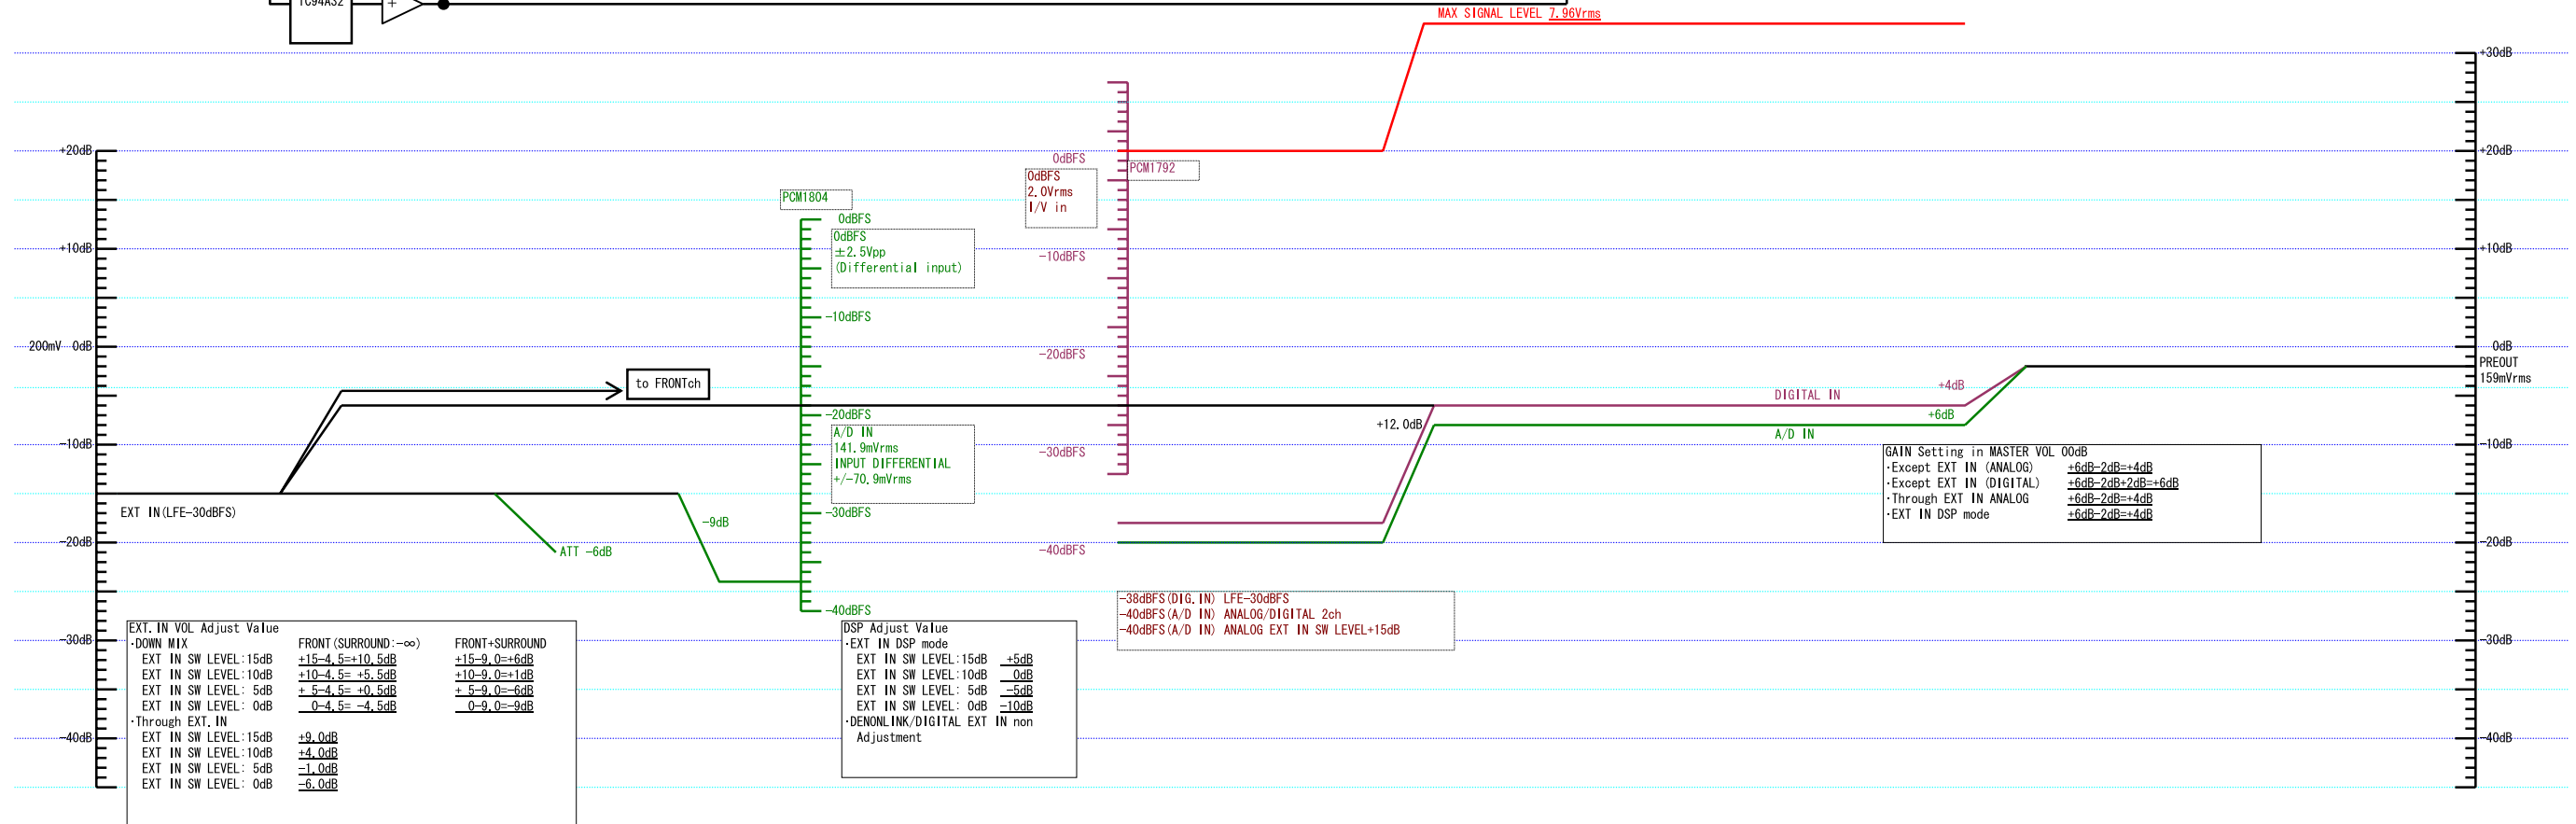 TC94A32
+
MAX SIGNAL LEVEL 7.96Vrms
+30dB
+20dB
+20dB
0dBFS
PCM1792
0dBFS
2.0Vrms
I/V in
PCM1804
0dBFS
0dBFS
±2.5Vpp
(Differential input)
+10dB
-10dBFS
+10dB
-10dBFS
200mV 0dB
-20dBFS
0dB
PREOUT
159mVrms
to FRONTch
+4dB
DIGITAL IN
-20dBFS
+6dB
+12.0dB
A/D IN
A/D IN
141.9mVrms
INPUT DIFFERENTIAL
+/-70.9mVrms
-10dB
-30dBFS
-10dB
GAIN Setting in MASTER VOL 00dB
·Except EXT IN (ANALOG) +6dB-2dB=+4dB
·Except EXT IN (DIGITAL) +6dB-2dB+2dB=+6dB
·Through EXT IN ANALOG +6dB-2dB=+4dB
·EXT IN DSP mode +6dB-2dB=+4dB
EXT IN(LFE-30dBFS)
-30dBFS
-9dB
-20dB
ATT -6dB
-40dBFS
-20dB
-40dBFS
-38dBFS(DIG.IN) LFE-30dBFS
-40dBFS(A/D IN) ANALOG/DIGITAL 2ch
-40dBFS(A/D IN) ANALOG EXT IN SW LEVEL+15dB
-30dB
-30dB
EXT.IN VOL Adjust Value
·DOWN MIX FRONT(SURROUND:-∞) FRONT+SURROUND
EXT IN SW LEVEL:15dB +15-4.5=+10.5dB +15-9.0=+6dB
EXT IN SW LEVEL:10dB +10-4.5= +5.5dB +10-9.0=+1dB
EXT IN SW LEVEL: 5dB + 5-4.5= +0.5dB + 5-9.0=-6dB
EXT IN SW LEVEL: 0dB 0-4.5= -4.5dB 0-9.0=-9dB
·Through EXT.IN
EXT IN SW LEVEL:15dB +9.0dB
EXT IN SW LEVEL:10dB +4.0dB
EXT IN SW LEVEL: 5dB -1.0dB
EXT IN SW LEVEL: 0dB -6.0dB
DSP Adjust Value
·EXT IN DSP mode
EXT IN SW LEVEL:15dB +5dB
EXT IN SW LEVEL:10dB 0dB
EXT IN SW LEVEL: 5dB -5dB
EXT IN SW LEVEL: 0dB -10dB
·DENONLINK/DIGITAL EXT IN non
Adjustment
-40dB
-40dB